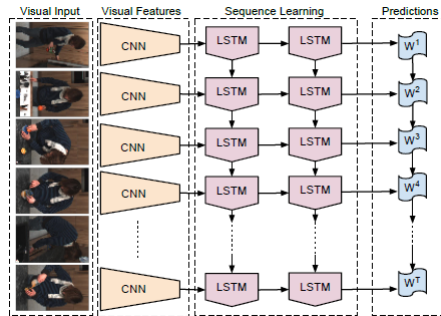 Visual Input Visual Features Sequence Learning Predictions
CNN LSTM LSTM W¹
CNN LSTM LSTM W²
CNN LSTM LSTM W³
CNN LSTM LSTM W⁴
CNN LSTM LSTM Wᵀ